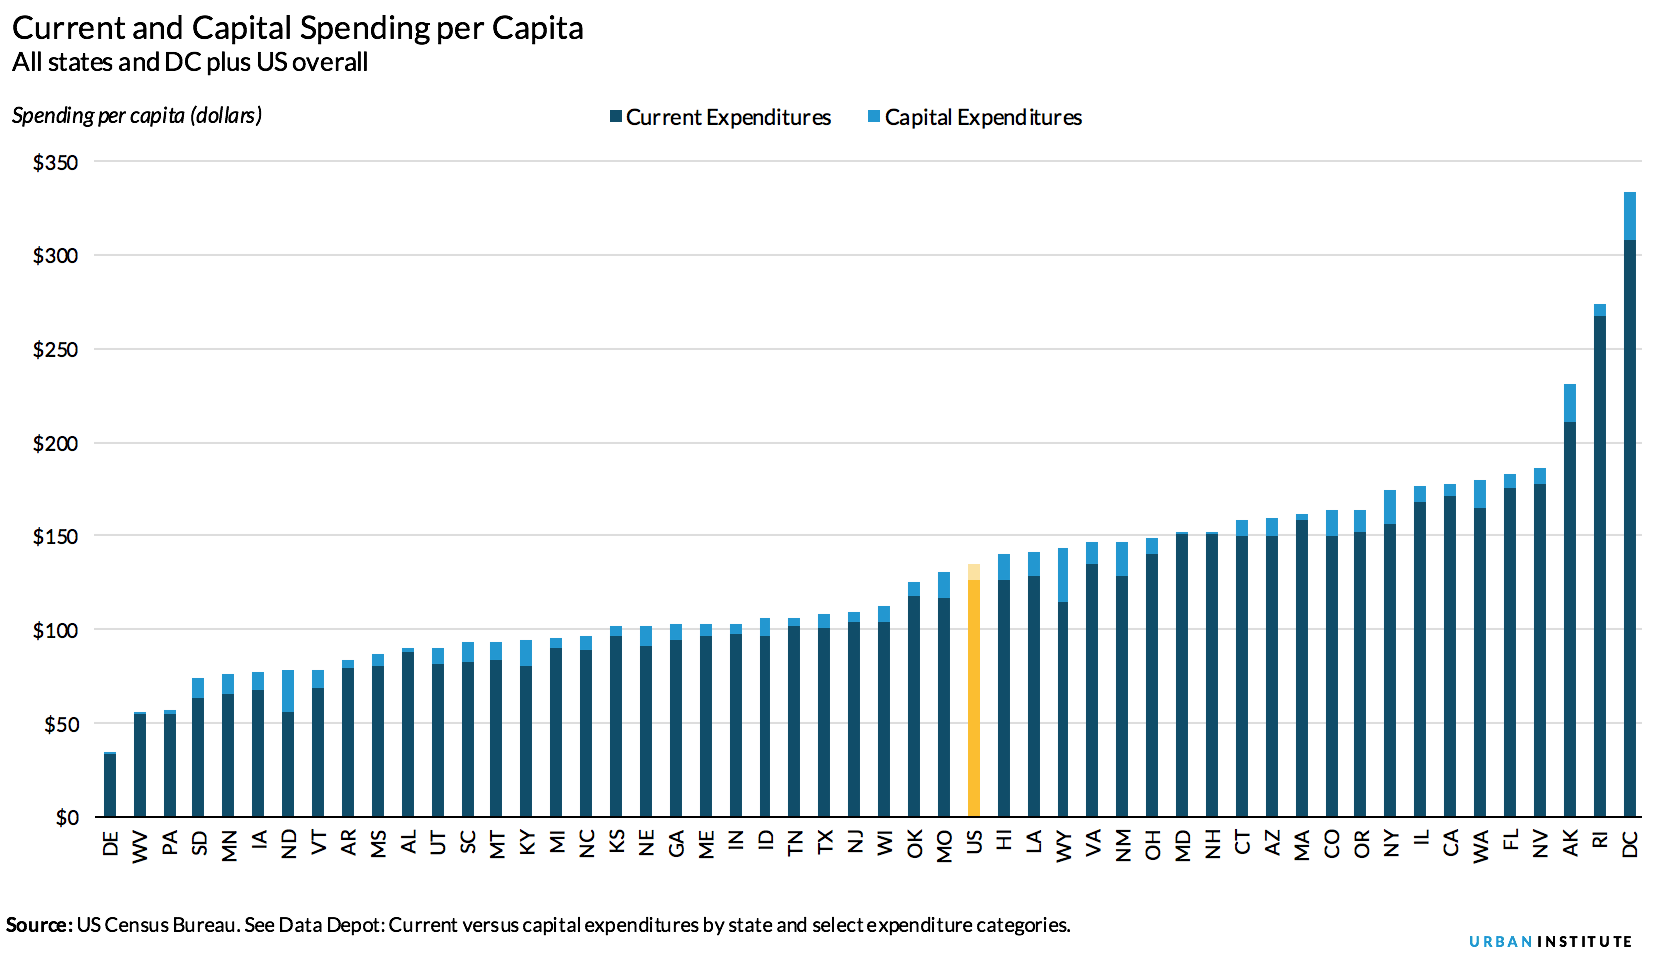 Current and Capital Spending per Capita
All states and DC plus US overall
Spending per capita (dollars)
Current Expenditures Capital Expenditures
$350
$300
$250
$200
$150
$100
$50
$0
DE WV PA SD MN IA ND VT AR MS AL UT SC MT KY MI NC KS NE GA ME IN ID TN TX NJ WI OK MO US HI LA WY VA NM OH MD NH CT AZ MA CO OR NY IL CA WA FL NV AK RI DC
Source: US Census Bureau. See Data Depot: Current versus capital expenditures by state and select expenditure categories.
URBAN INSTITUTE